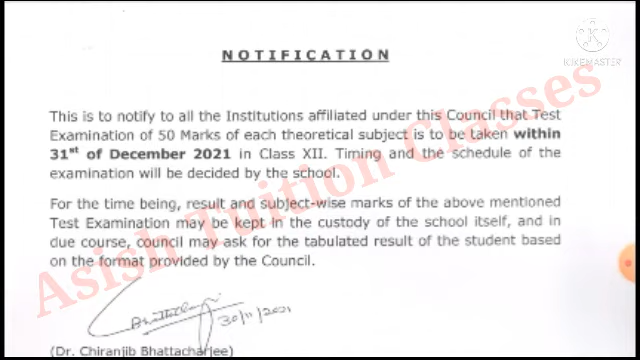 NOTIFICATION
KINEMASTER
This is to notify to all the Institutions affiliated under this Council that Test
Examination of 50 Marks of each theoretical subject is to be taken within
31st of December 2021 in Class XII. Timing and the schedule of the
examination will be decided by the school.
For the time being, result and subject-wise marks of the above mentioned
Test Examination may be kept in the custody of the school itself, and in
due course, council may ask for the tabulated result of the student based
on the format provided by the Council.
Asish Tuition Classes
30/11/2021
(Dr. Chiranjib Bhattacharjee)